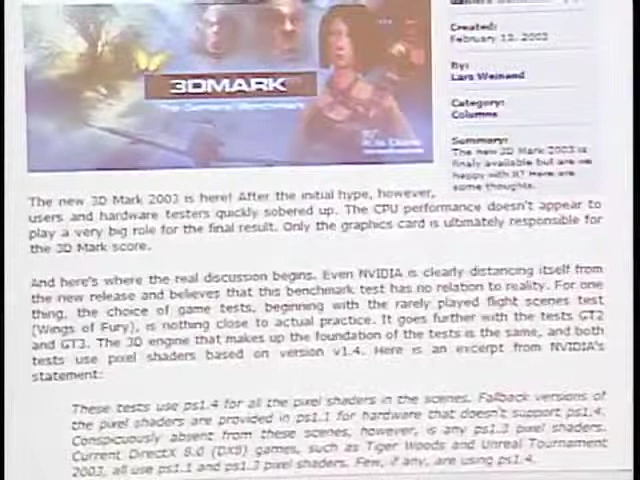 3DMARK
The Gamers' Benchmark
Created:
February 12, 2003
By:
Lars Weinand
Category:
Columns
Summary:
The new 3D Mark 2003 is
finaly available but are we
happy with it? Here are
some thoughts.
The new 3D Mark 2003 is here! After the initial hype, however,
users and hardware testers quickly sobered up. The CPU performance doesn't appear to
play a very big role for the final result. Only the graphics card is ultimately responsible for
the 3D Mark score.
And here's where the real discussion begins. Even NVIDIA is clearly distancing itself from
the new release and believes that this benchmark test has no relation to reality. For one
thing, the choice of game tests, beginning with the rarely played flight scenes test
(Wings of Fury), is nothing close to actual practice. It goes further with the tests GT2
and GT3. The 3D engine that makes up the foundation of the tests is the same, and both
tests use pixel shaders based on version v1.4. Here is an excerpt from NVIDIA's
statement:
These tests use ps1.4 for all the pixel shaders in the scenes. Fallback versions of
the pixel shaders are provided in ps1.1 for hardware that doesn't support ps1.4.
Conspicuously absent from these scenes, however, is any ps1.3 pixel shaders.
Current DirectX 8.0 (DX8) games, such as Tiger Woods and Unreal Tournament
2003, all use ps1.1 and ps1.3 pixel shaders. Few, if any, are using ps1.4.